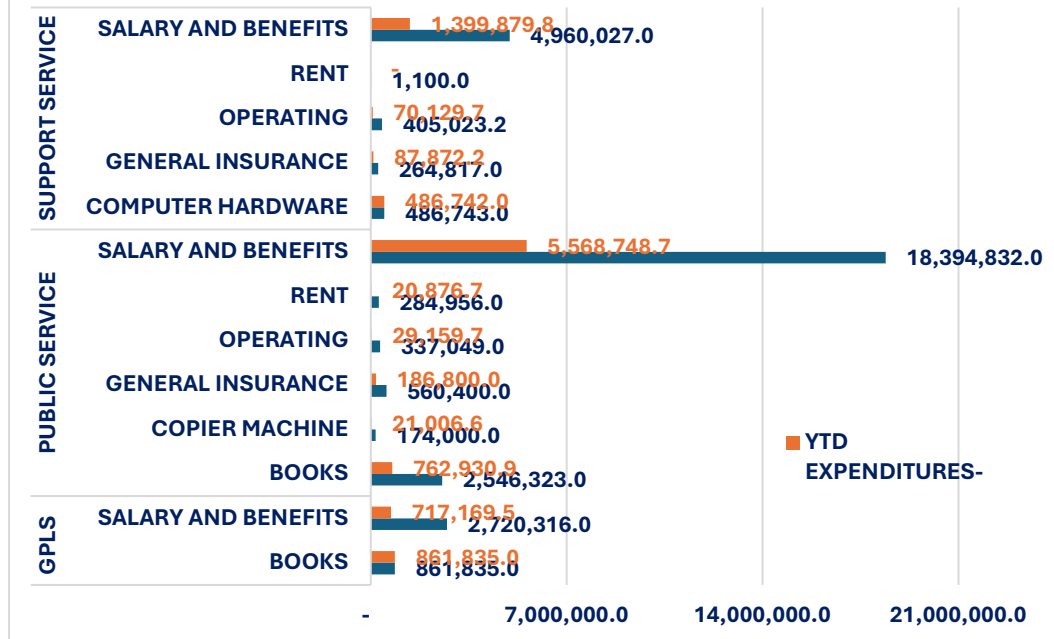 SUPPORT SERVICE
SALARY AND BENEFITS
1,399,879.8
4,960,027.0
RENT
-
1,100.0
OPERATING
70,129.7
405,023.2
GENERAL INSURANCE
87,872.2
264,817.0
COMPUTER HARDWARE
486,742.0
486,743.0
PUBLIC SERVICE
SALARY AND BENEFITS
5,568,748.7
18,394,832.0
RENT
20,876.7
284,956.0
OPERATING
29,159.7
337,049.0
GENERAL INSURANCE
186,800.0
560,400.0
COPIER MACHINE
21,006.6
174,000.0
BOOKS
762,930.9
2,546,323.0
GPLS
SALARY AND BENEFITS
717,169.5
2,720,316.0
BOOKS
861,835.0
861,835.0
YTD
EXPENDITURES-
- 7,000,000.0 14,000,000.0 21,000,000.0